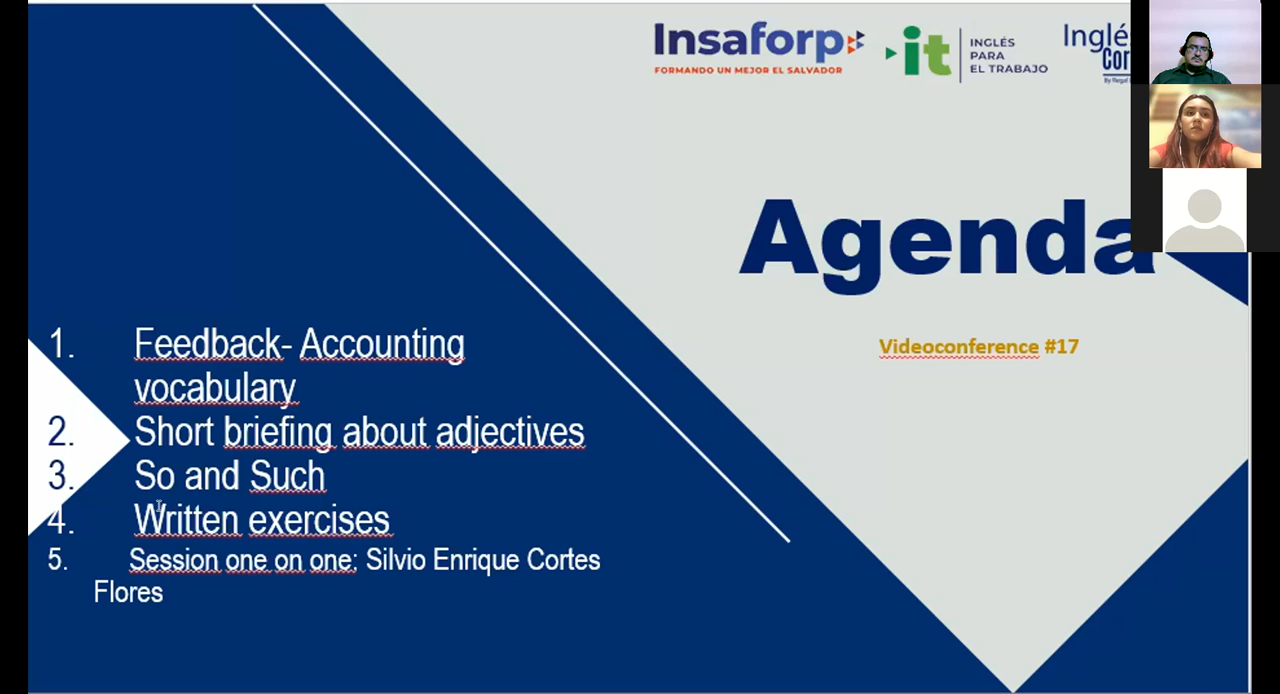 Insaforp
FORMANDO UN MEJOR EL SALVADOR
it
INGLÉS
PARA
EL TRABAJO
Inglé
Cor
Agenda
Videoconference #17
1. Feedback- Accounting
vocabulary
2. Short briefing about adjectives
3. So and Such
4. Written exercises
5. Session one on one; Silvio Enrique Cortes
Flores